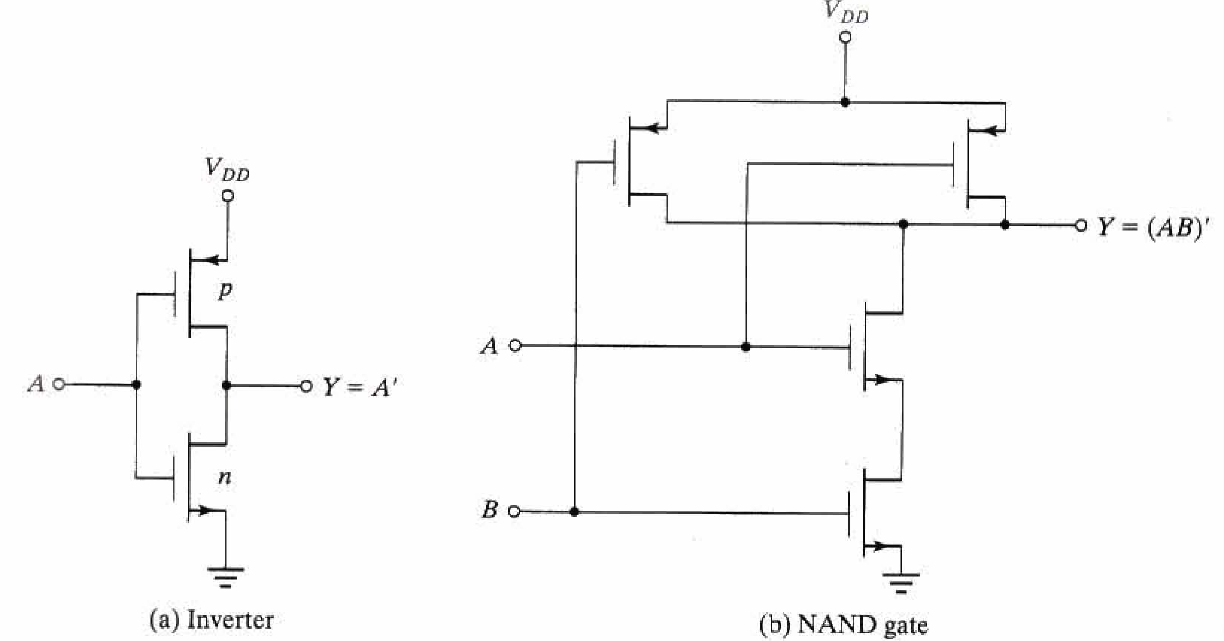 V_DD
p
A
Y = A'
n
(a) Inverter
V_DD
Y = (AB)'
A
B
(b) NAND gate